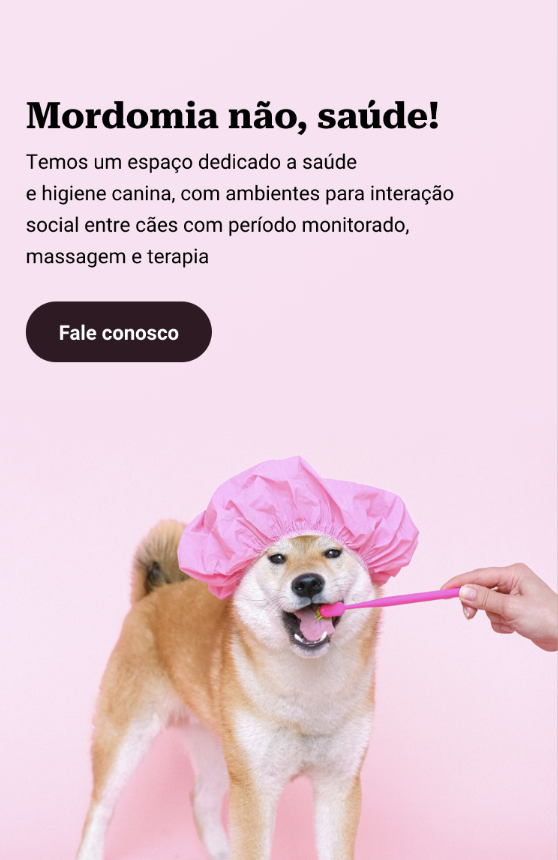 Mordomia não, saúde!
Temos um espaço dedicado a saúde
e higiene canina, com ambientes para interação
social entre cães com período monitorado,
massagem e terapia
Fale conosco